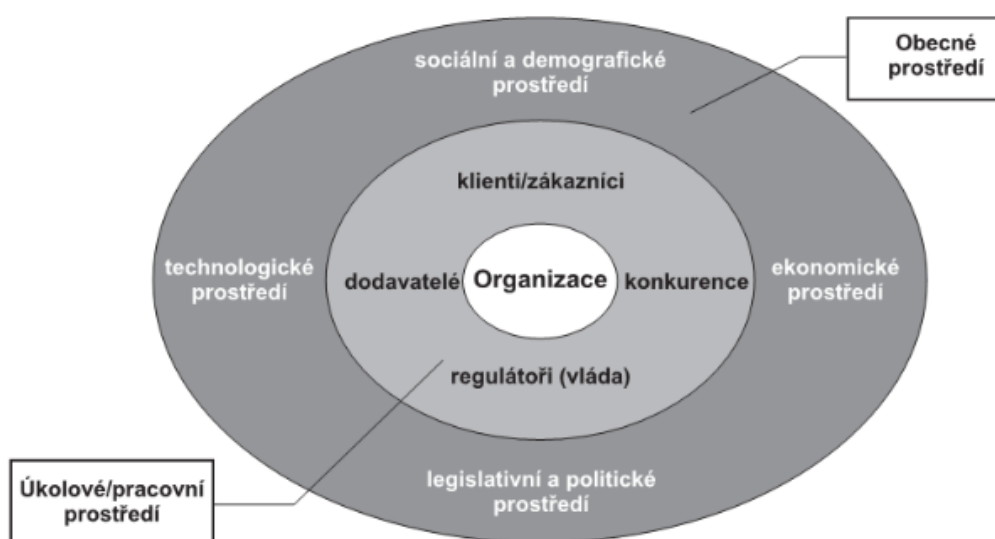 Obecné
prostředí
sociální a demografické
prostředí
klienti/zákazníci
technologické
prostředí
dodavatelé
Organizace
konkurence
ekonomické
prostředí
regulátoři (vláda)
legislativní a politické
prostředí
Úkolové/pracovní
prostředí